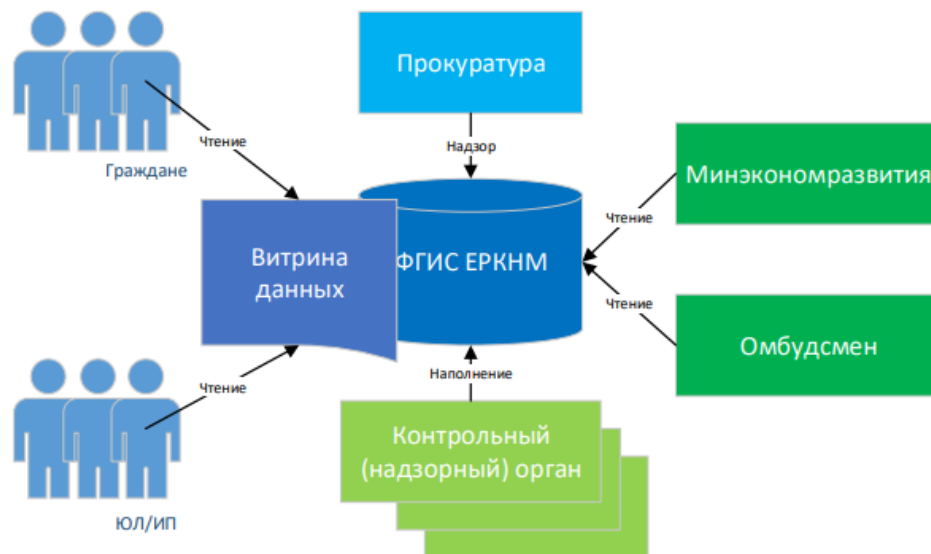 Прокуратура
Чтение
Надзор
Граждане
Минэкономразвития
Витрина
данных
ФГИС ЕРКНМ
Чтение
Чтение
Омбудсмен
Чтение
Наполнение
Контрольный
(надзорный) орган
ЮЛ/ИП